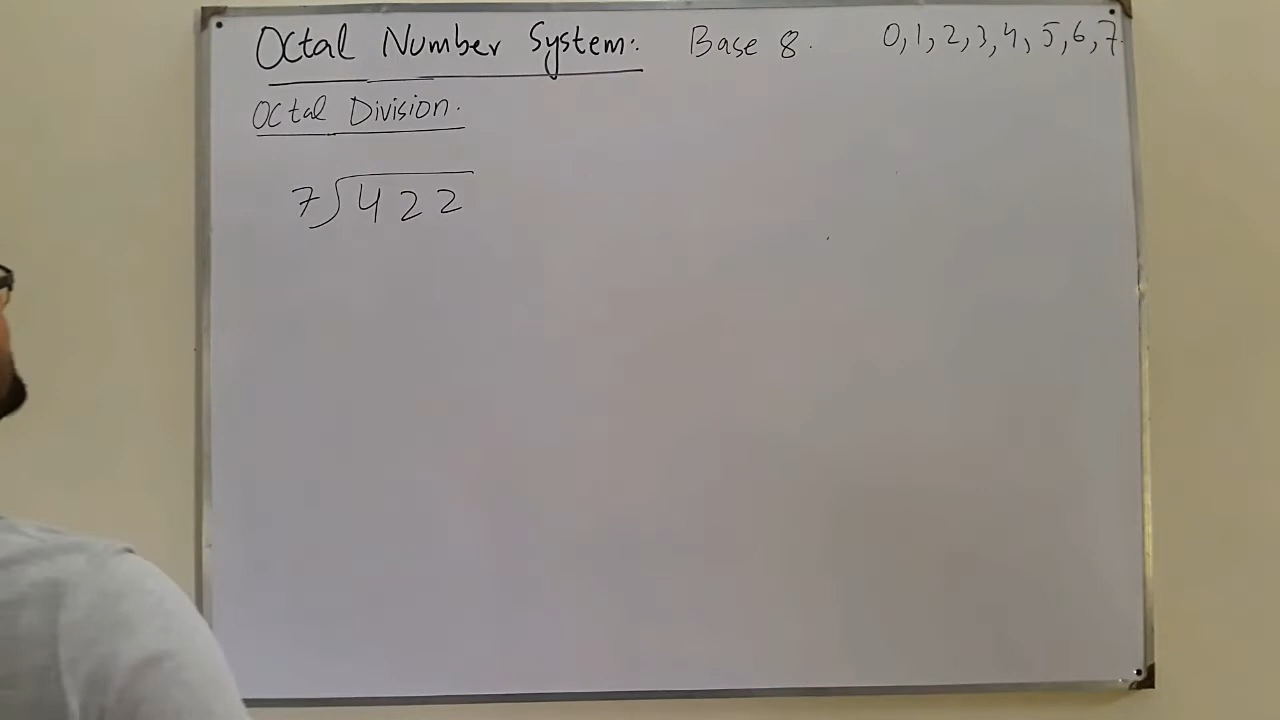 Octal Number System: Base 8. 0,1,2,3,4,5,6,7.
Octal Division.
7)422